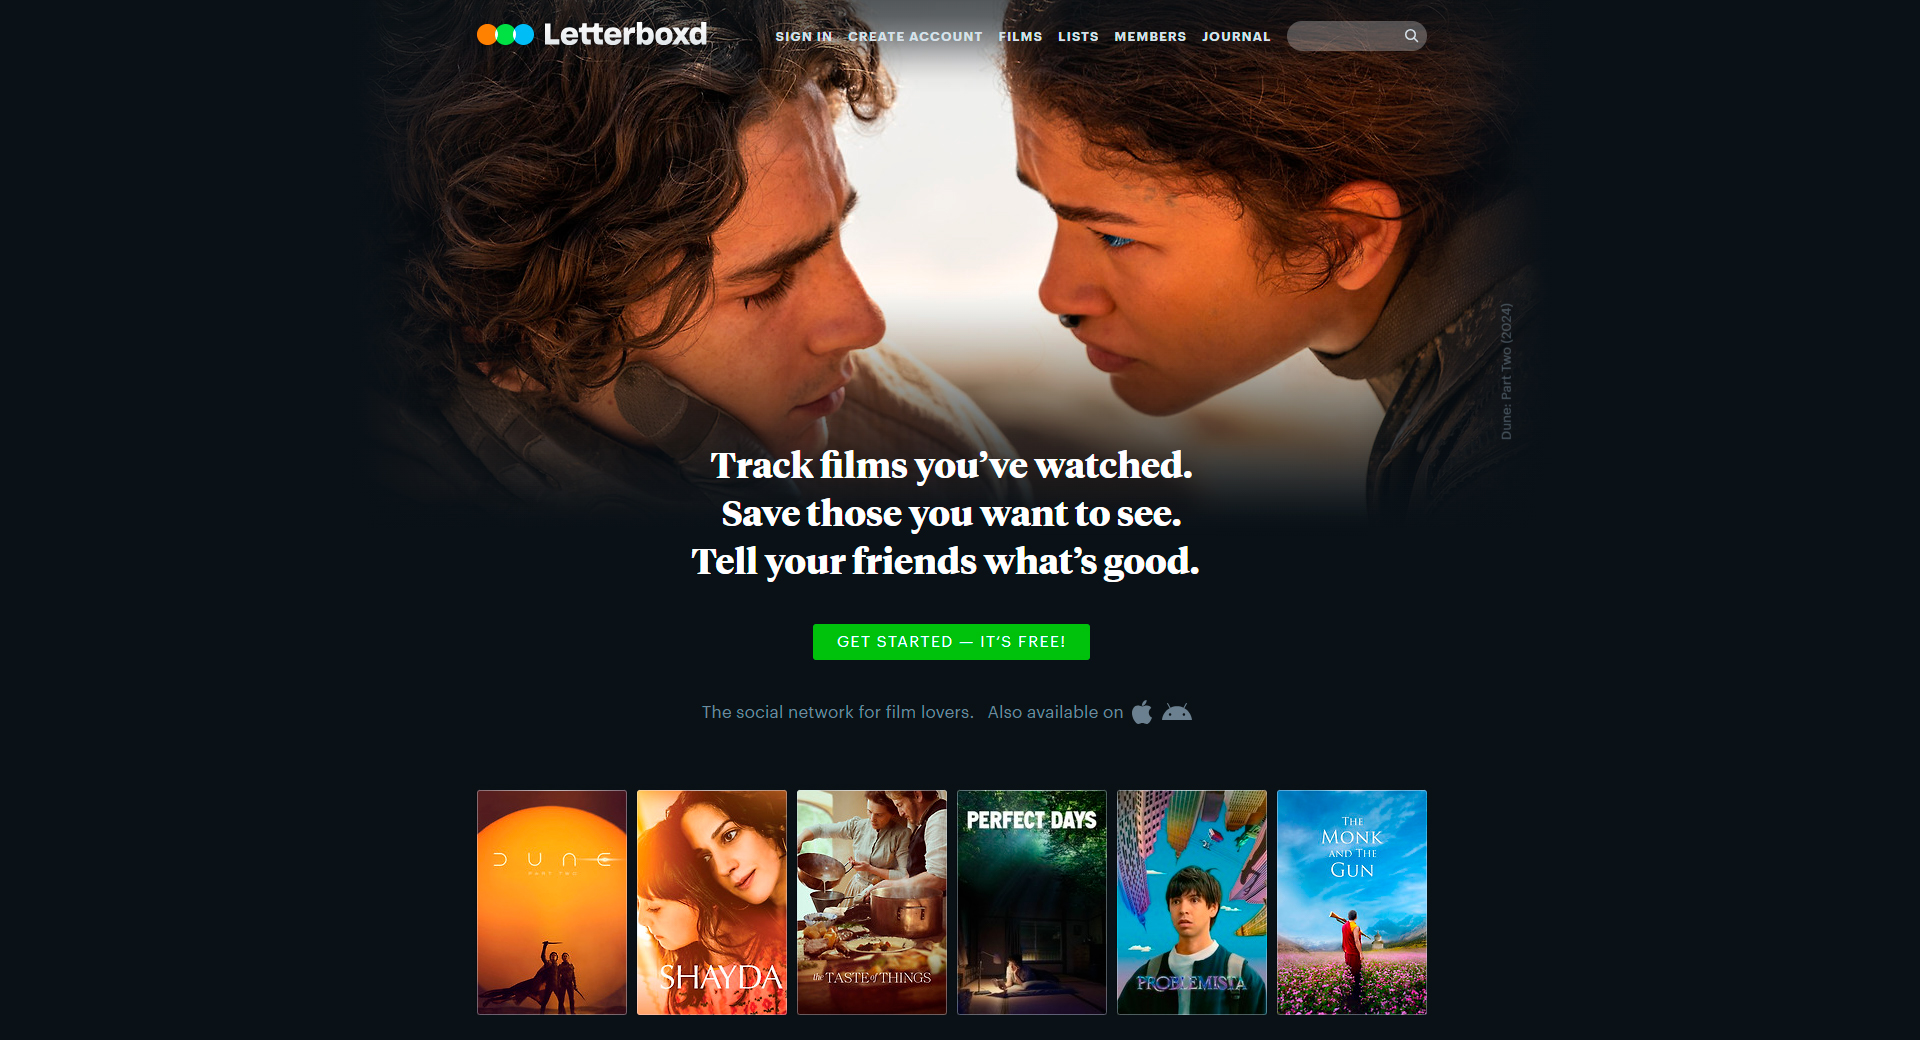 Letterboxd
SIGN IN CREATE ACCOUNT FILMS LISTS MEMBERS JOURNAL
Dune: Part Two (2024)
Track films you’ve watched.
Save those you want to see.
Tell your friends what’s good.
GET STARTED — IT’S FREE!
The social network for film lovers. Also available on
DUNE
PART TWO
SHAYDA
the TASTE of THINGS
PERFECT DAYS
PROBLEMISTA
THE
MONK
AND THE
GUN